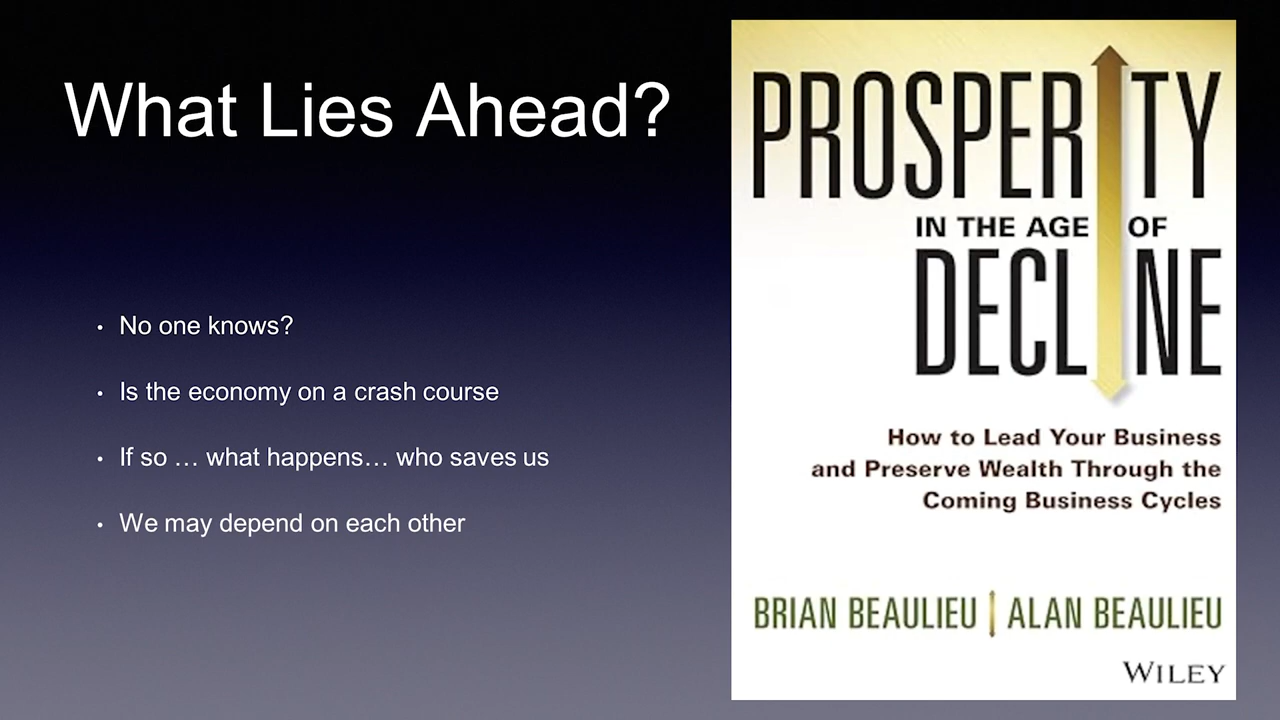 What Lies Ahead?
• No one knows?
• Is the economy on a crash course
• If so … what happens… who saves us
• We may depend on each other
PROSPERITY
IN THE AGE OF
DECLINE
How to Lead Your Business
and Preserve Wealth Through the
Coming Business Cycles
BRIAN BEAULIEU | ALAN BEAULIEU
WILEY